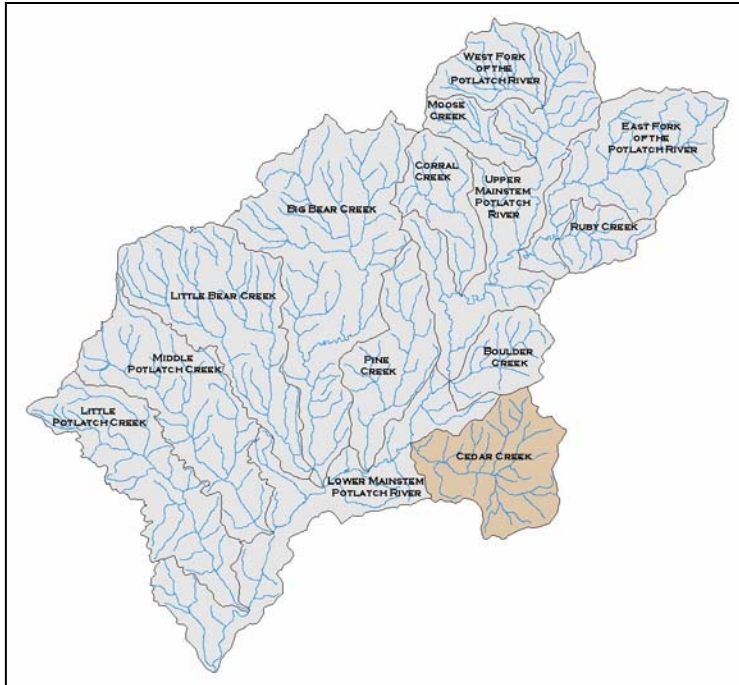 WEST FORK
OF THE
POTLATCH RIVER
MOOSE
CREEK
EAST FORK
OF THE
POTLATCH RIVER
CORRAL
CREEK
UPPER
MAINSTEM
POTLATCH
RIVER
BIG BEAR CREEK
RUBY CREEK
LITTLE BEAR CREEK
MIDDLE
POTLATCH CREEK
PINE
CREEK
BOULDER
CREEK
LITTLE
POTLATCH CREEK
CEDAR CREEK
LOWER MAINSTEM
POTLATCH RIVER